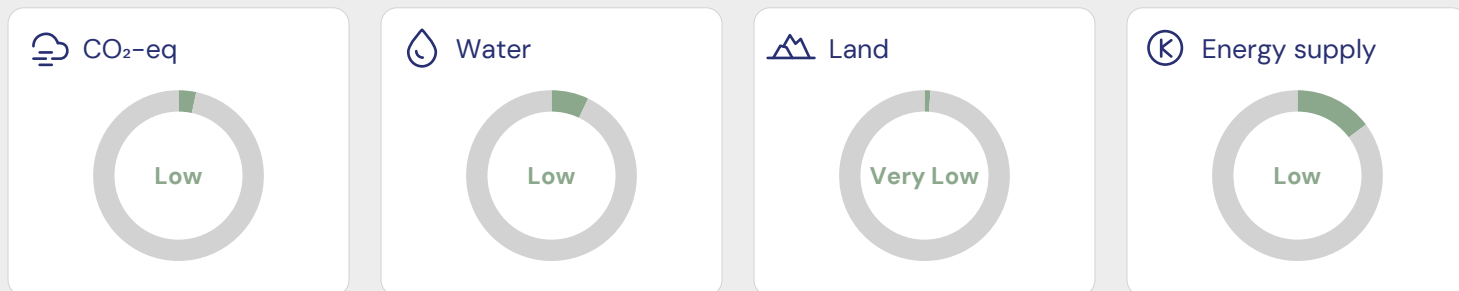 CO₂-eq
Low
Water
Low
Land
Very Low
Energy supply
Low